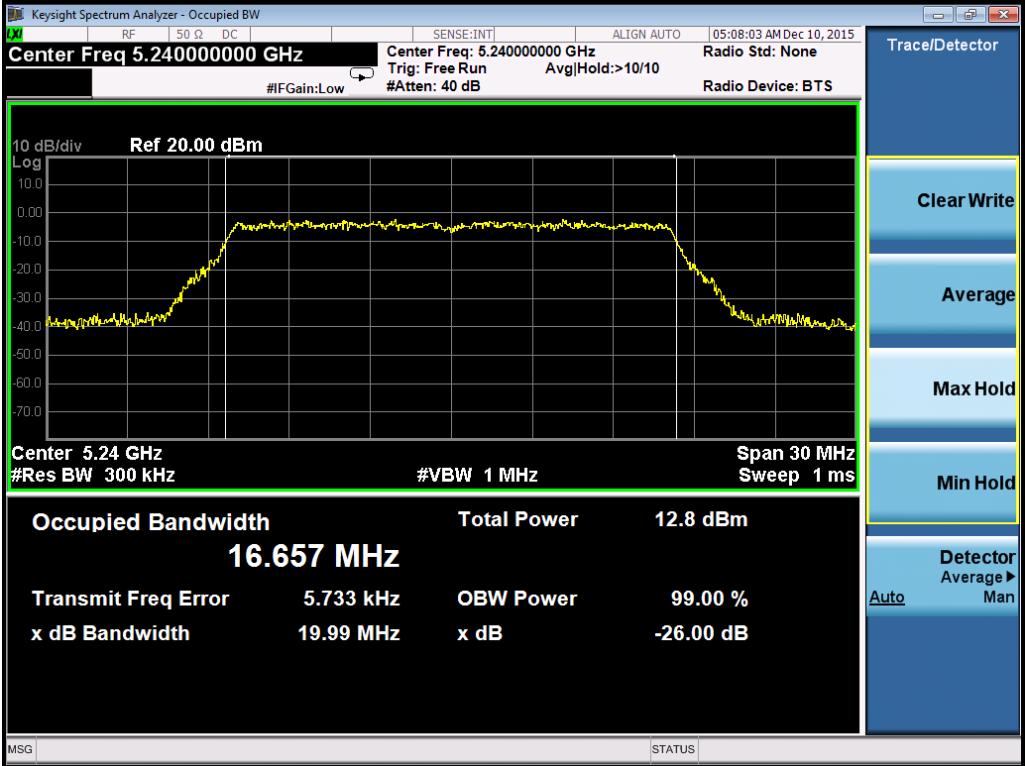 Keysight Spectrum Analyzer - Occupied BW
LXI RF 50 Ω DC SENSE:INT ALIGN AUTO 05:08:03 AM Dec 10, 2015
Center Freq 5.240000000 GHz
Center Freq: 5.240000000 GHz Radio Std: None
Trig: Free Run Avg|Hold:>10/10
#IFGain:Low #Atten: 40 dB Radio Device: BTS
10 dB/div Ref 20.00 dBm
Log
10.0
0.00
-10.0
-20.0
-30.0
-40.0
-50.0
-60.0
-70.0
Center 5.24 GHz Span 30 MHz
#Res BW 300 kHz #VBW 1 MHz Sweep 1 ms
Occupied Bandwidth Total Power 12.8 dBm
16.657 MHz
Transmit Freq Error 5.733 kHz OBW Power 99.00 %
x dB Bandwidth 19.99 MHz x dB -26.00 dB
Trace/Detector
Clear Write
Average
Max Hold
Min Hold
Detector
Average
Auto Man
MSG STATUS